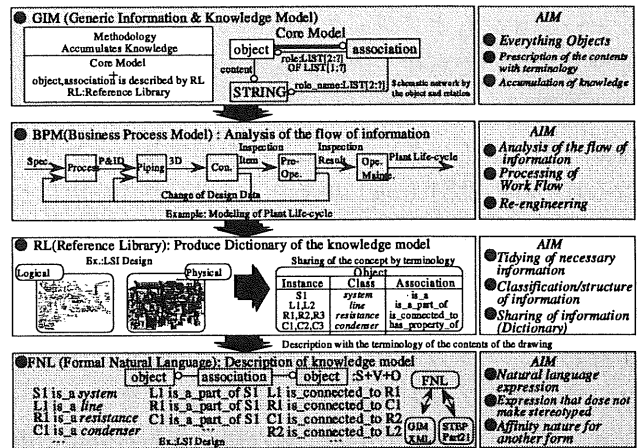 GIM (Generic Information & Knowledge Model)
Methodology
Accumulates Knowledge
Core Model
object,association is described by RL
RL:Reference Library
Core Model
object
association
role:LIST[2:?]
OF LIST[1:?]
content
STRING
role_name:LIST[2:?]
Schematic network by
the object and relation
AIM
Everything Objects
Prescription of the contents
with terminology
Accumulation of knowledge
BPM(Business Process Model) : Analysis of the flow of information
Inspection
Inspection
Spec.
Process
P&ID
Piping
3D
Con.
Item
Pro-
Ope.
Result
Ope.
Mainte.
Plant Life-cycle
Change of Design Data
Example: Modeling of Plant Life-cycle
AIM
Analysis of the flow of
information
Processing of
Work Flow
Re-engineering
RL(Reference Library): Produce Dictionary of the knowledge model
Ex.:LSI Design
Logical
Physical
Sharing of the concept by terminology
Object
Instance Class Association
S1 system is_a
L1,L2 line is_a_part_of
R1,R2,R3 resistance is_connected_to
C1,C2,C3 condenser has_property_of
AIM
Tidying of necessary
information
Classification/structure
of information
Sharing of information
(Dictionary)
Description with the terminology of the contents of the drawing
FNL (Formal Natural Language): Description of knowledge model
object association object :S+V+O
S1 is_a system L1 is_a_part_of S1 L1 is_connected_to R1
L1 is_a line R1 is_a_part_of S1 R1 is_connected_to C1
R1 is_a resistance C1 is_a_part_of S1 C1 is_connected_to R2
C1 is_a condenser ... R2 is_connected_to L2
...
Ex.:LSI Design
...
FNL
GIM
XML
STEP
Part21
AIM
Natural language
expression
Expression that dose not
make stereotyped
Affinity nature for
another form